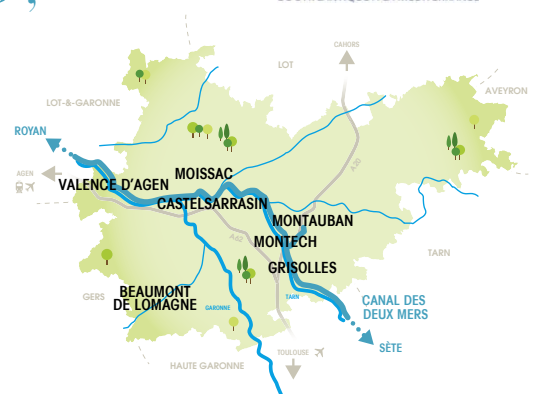 CAHORS
LOT
AVEYRON
LOT-&-GARONNE
ROYAN
AGEN
MOISSAC
VALENCE D'AGEN
CASTELSARRASIN
A20
MONTAUBAN
A62
MONTECH
GRISOLLES
TARN
BEAUMONT
DE LOMAGNE
GERS
GARONNE
TARN
CANAL DES
DEUX MERS
SÈTE
TOULOUSE
HAUTE GARONNE